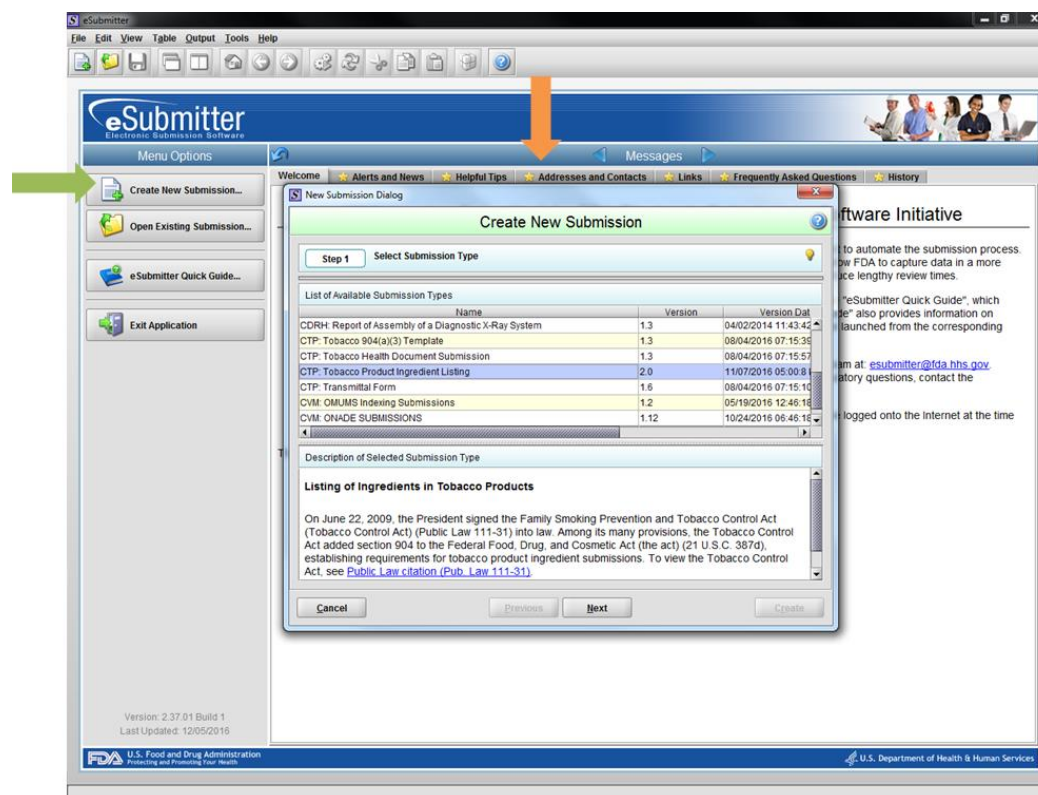 eSubmitter
File Edit View Table Output Tools Help
eSubmitter
Electronic Submission Software
Menu Options
Messages
Create New Submission...
Open Existing Submission...
eSubmitter Quick Guide...
Exit Application
Welcome Alerts and News Helpful Tips Addresses and Contacts Links Frequently Asked Questions History
New Submission Dialog
Create New Submission
Step 1 Select Submission Type
List of Available Submission Types
Name Version Version Dat
CDRH: Report of Assembly of a Diagnostic X-Ray System 1.3 04/02/2014 11:43:42
CTP: Tobacco 904(a)(3) Template 1.3 08/04/2016 07:15:39
CTP: Tobacco Health Document Submission 1.3 08/04/2016 07:15:57
CTP: Tobacco Product Ingredient Listing 2.0 11/07/2016 05:00:8
CTP: Transmittal Form 1.6 08/04/2016 07:15:10
CVM: OMUMS Indexing Submissions 1.2 05/19/2016 12:46:18
CVM: ONADE SUBMISSIONS 1.12 10/24/2016 06:46:18
Description of Selected Submission Type
Listing of Ingredients in Tobacco Products
On June 22, 2009, the President signed the Family Smoking Prevention and Tobacco Control Act
(Tobacco Control Act) (Public Law 111-31) into law. Among its many provisions, the Tobacco Control
Act added section 904 to the Federal Food, Drug, and Cosmetic Act (the act) (21 U.S.C. 387d),
establishing requirements for tobacco product ingredient submissions. To view the Tobacco Control
Act, see Public Law citation (Pub. Law 111-31).
Cancel Previous Next Create
ftware Initiative
to automate the submission process.
ow FDA to capture data in a more
uce lengthy review times.
"eSubmitter Quick Guide", which
de" also provides information on
launched from the corresponding
am at: esubmitter@fda.hhs.gov.
atory questions, contact the
logged onto the Internet at the time
T
Version: 2.37.01 Build 1
Last Updated: 12/05/2016
FDA U.S. Food and Drug Administration
Protecting and Promoting Your Health
U.S. Department of Health & Human Services